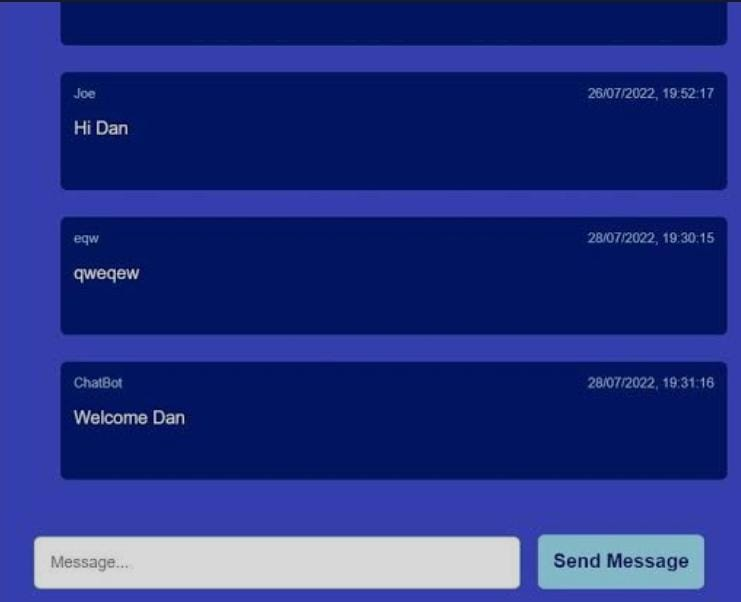 Joe 26/07/2022, 19:52:17
Hi Dan
eqw 28/07/2022, 19:30:15
qweqew
ChatBot 28/07/2022, 19:31:16
Welcome Dan
Message... Send Message